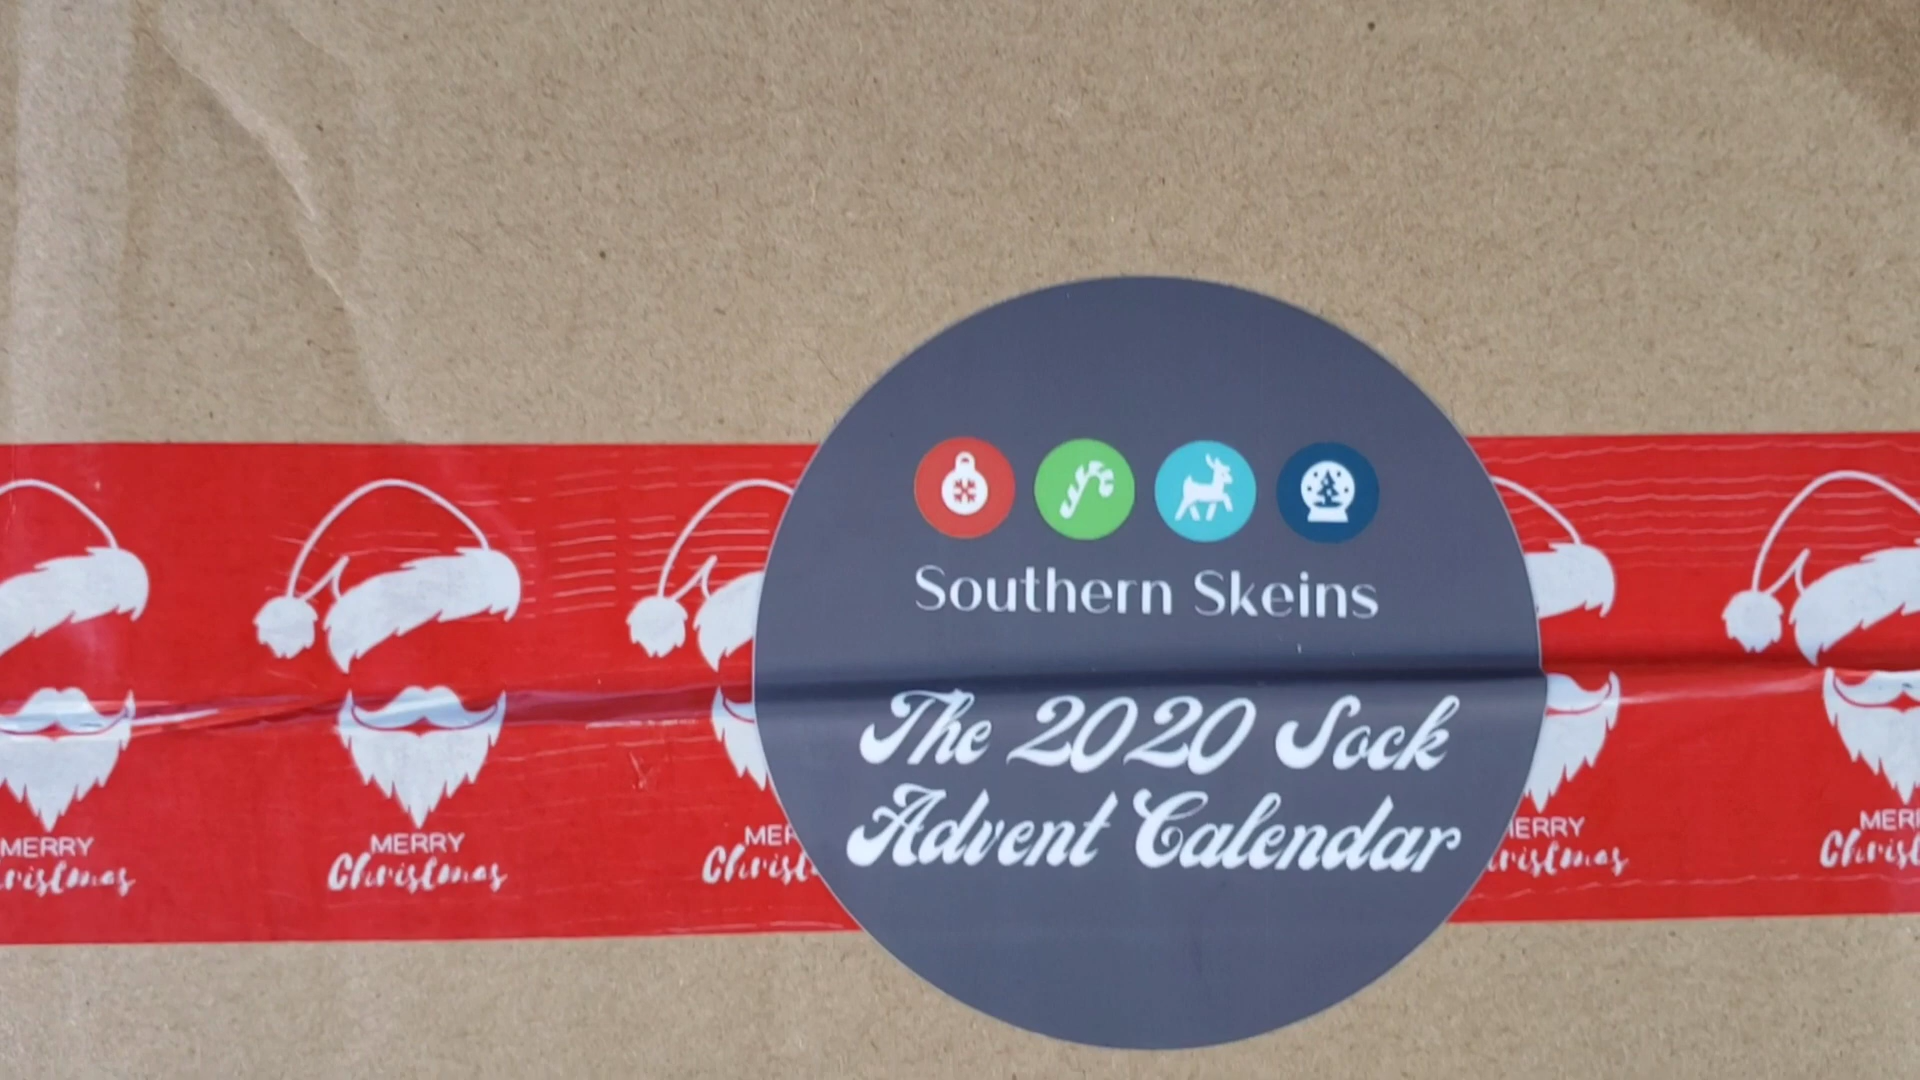 Southern Skeins
The 2020 Sock
Advent Calendar
MERRY
Christmas
MERRY
Christmas